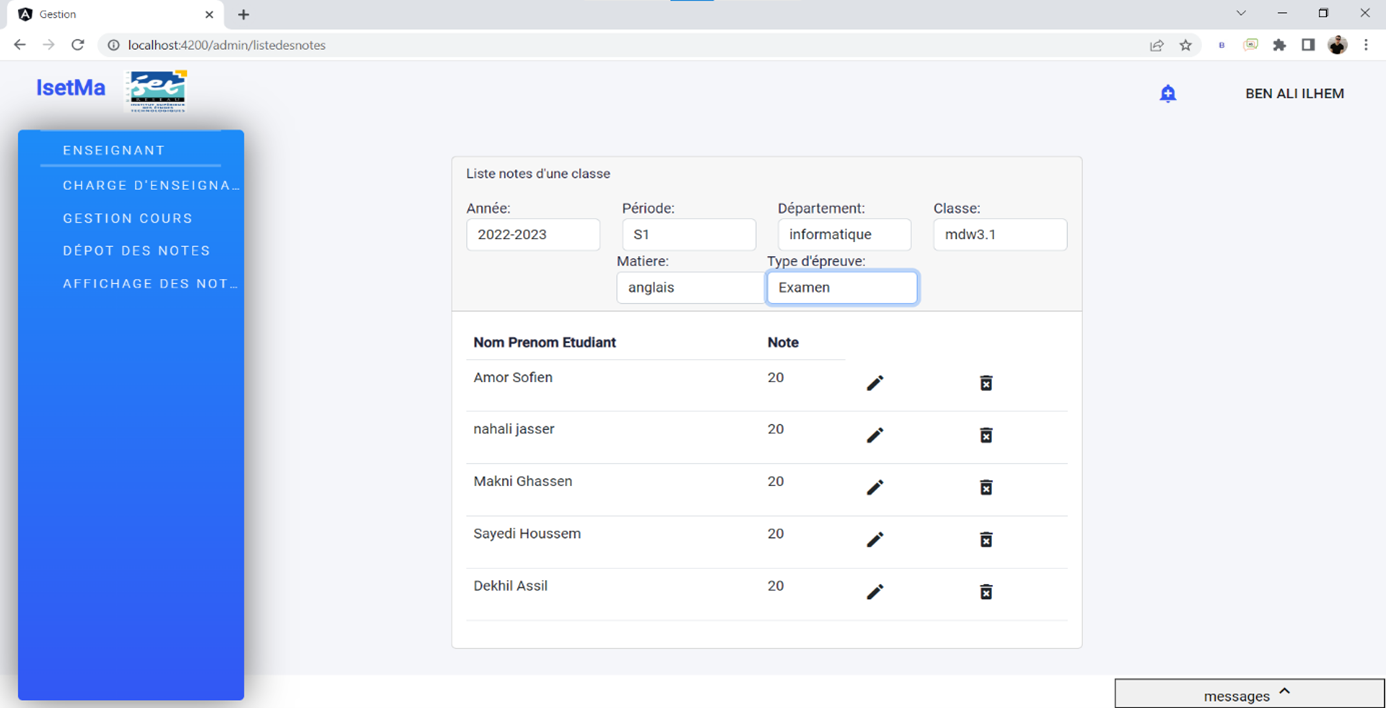 Gestion
localhost:4200/admin/listedesnotes
IsetMa
BEN ALI ILHEM
ENSEIGNANT
CHARGE D'ENSEIGNA...
GESTION COURS
DÉPOT DES NOTES
AFFICHAGE DES NOT...
Liste notes d'une classe
Année: Période: Département: Classe:
2022-2023 S1 informatique mdw3.1
Matiere: Type d'épreuve:
anglais Examen
Nom Prenom Etudiant Note
Amor Sofien 20
nahali jasser 20
Makni Ghassen 20
Sayedi Houssem 20
Dekhil Assil 20
messages